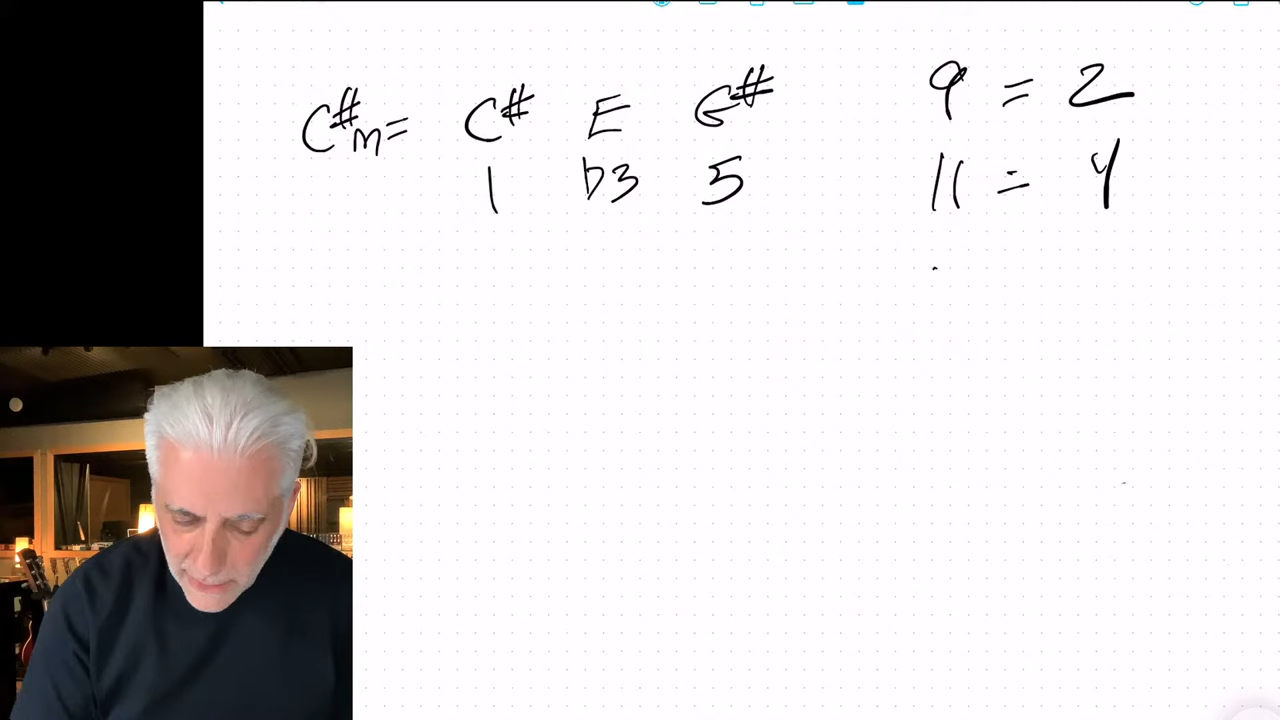 C#m = C# E G#
1 b3 5
9 = 2
11 = 4